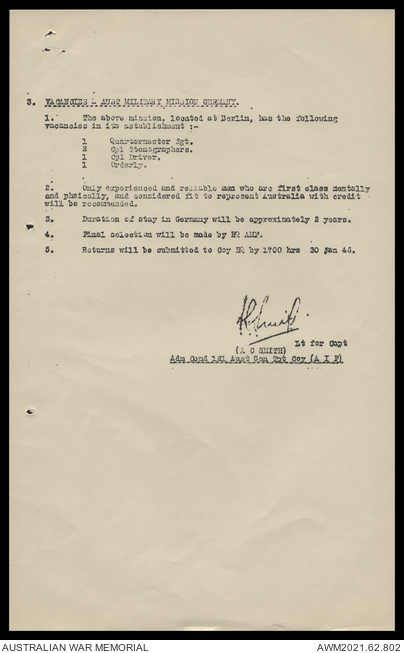 3. VACANCIES - AUST MILITARY MISSION GERMANY.
1. The above mission, located at Berlin, has the following
vacancies in its establishment :-
1 Quartermaster Sgt.
2 Cpl Stenographers.
1 Cpl Driver.
1 Orderly.
2. Only experienced and reliable men who are first class mentally
and physically, and considered fit to represent Australia with credit
will be recommended.
3. Duration of stay in Germany will be approximately 2 years.
4. Final selection will be made by HQ AMF.
5. Returns will be submitted to Coy HQ by 1700 hrs 30 Jan 46.
Lt for Capt
(A C SMITH)
Adm Comd 121 Aust Gen Tpt Coy (A I F)
AUSTRALIAN WAR MEMORIAL
AWM2021.62.802